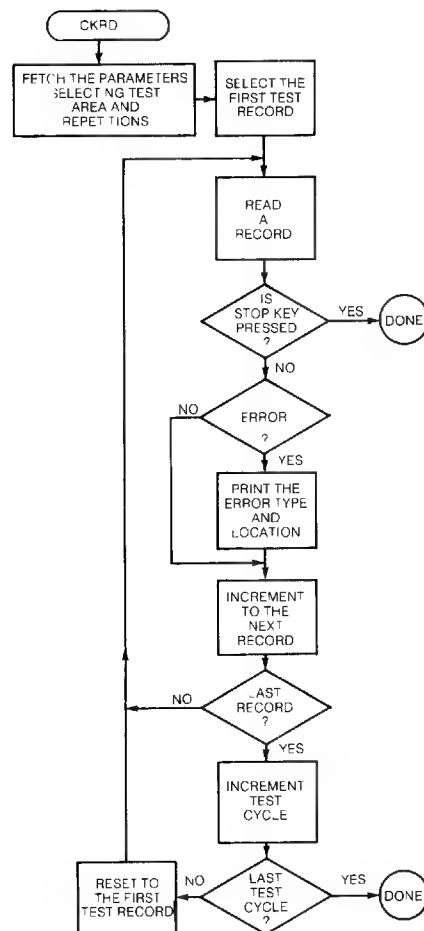 CKRD
FETCH THE PARAMETERS
SELECTING TEST
AREA AND
REPETITIONS
SELECT THE
FIRST TEST
RECORD
READ
A
RECORD
IS
STOP KEY
PRESSED
?
YES
DONE
NO
NO
ERROR
?
YES
PRINT THE
ERROR TYPE
AND
LOCATION
INCREMENT
TO THE
NEXT
RECORD
NO
LAST
RECORD
?
YES
INCREMENT
TEST
CYCLE
RESET TO
THE FIRST
TEST RECORD
NO
LAST
TEST
CYCLE
?
YES
DONE